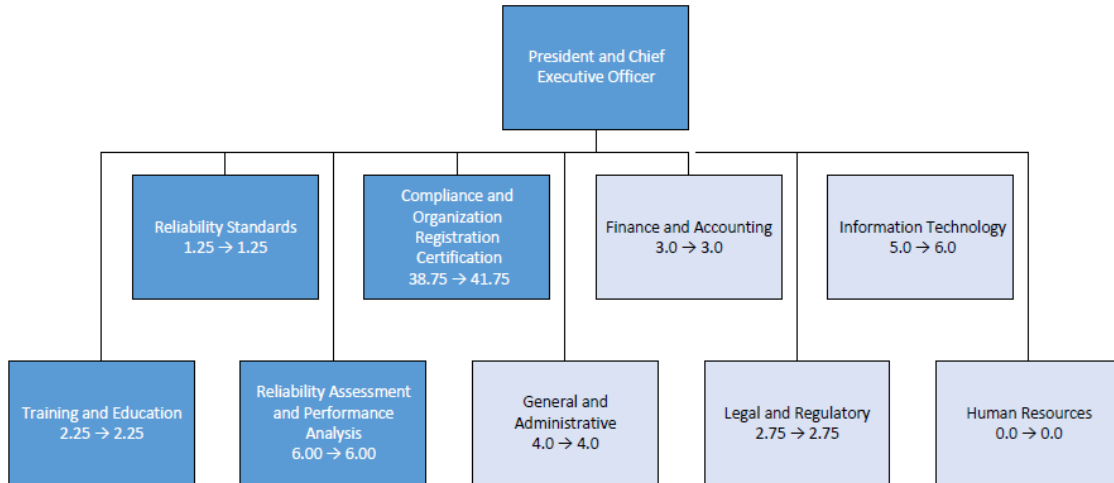 President and Chief
Executive Officer
Reliability Standards
1.25 → 1.25
Compliance and
Organization
Registration
Certification
38.75 → 41.75
Finance and Accounting
3.0 → 3.0
Information Technology
5.0 → 6.0
Training and Education
2.25 → 2.25
Reliability Assessment
and Performance
Analysis
6.00 → 6.00
General and
Administrative
4.0 → 4.0
Legal and Regulatory
2.75 → 2.75
Human Resources
0.0 → 0.0